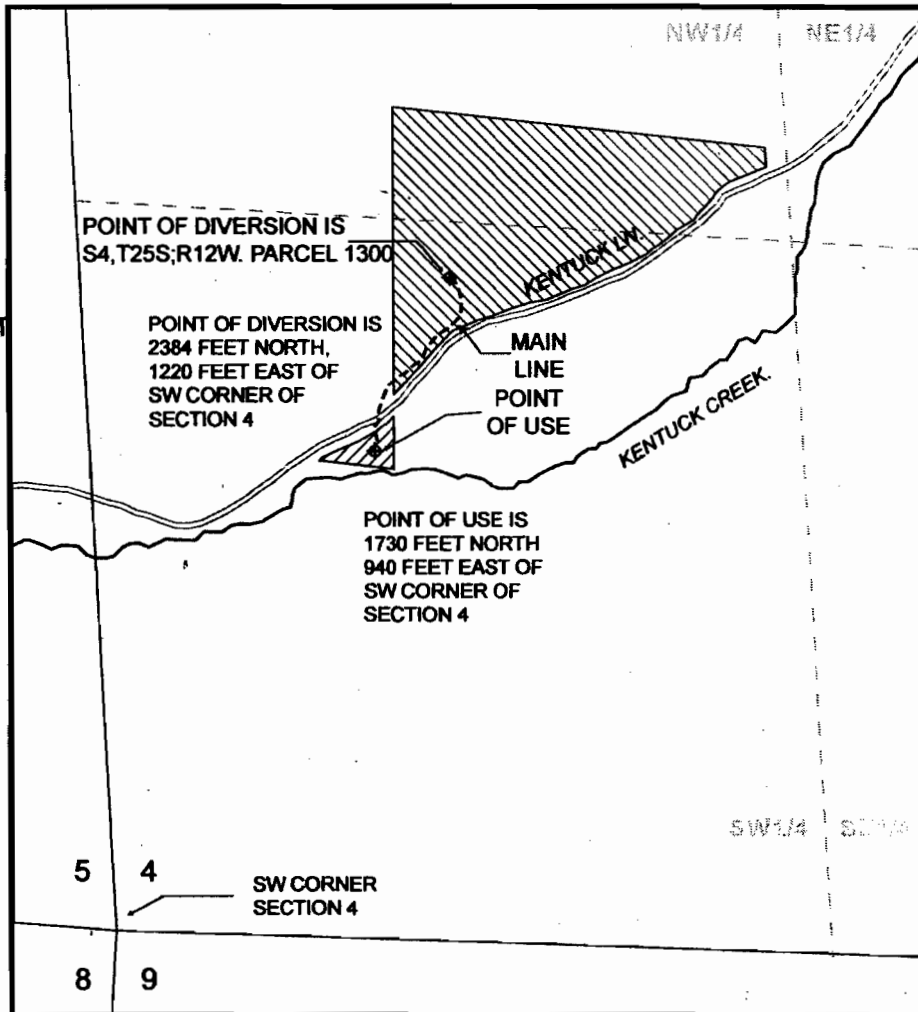 NW1/4 NE1/4
POINT OF DIVERSION IS
S4,T25S;R12W. PARCEL 1300
KENTUCK LN.
POINT OF DIVERSION IS
2384 FEET NORTH,
1220 FEET EAST OF
SW CORNER OF
SECTION 4
MAIN
LINE
POINT
OF USE
KENTUCK CREEK.
POINT OF USE IS
1730 FEET NORTH
940 FEET EAST OF
SW CORNER OF
SECTION 4
SW1/4
5 4
SW CORNER
SECTION 4
8 9